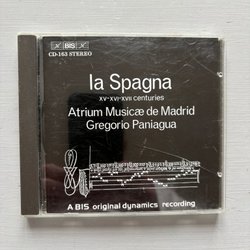 BIS
CD-163 STEREO
la Spagna
XV-XVI-XVII centuries
Atrium Musicæ de Madrid
Gregorio Paniagua
A BIS original dynamics recording